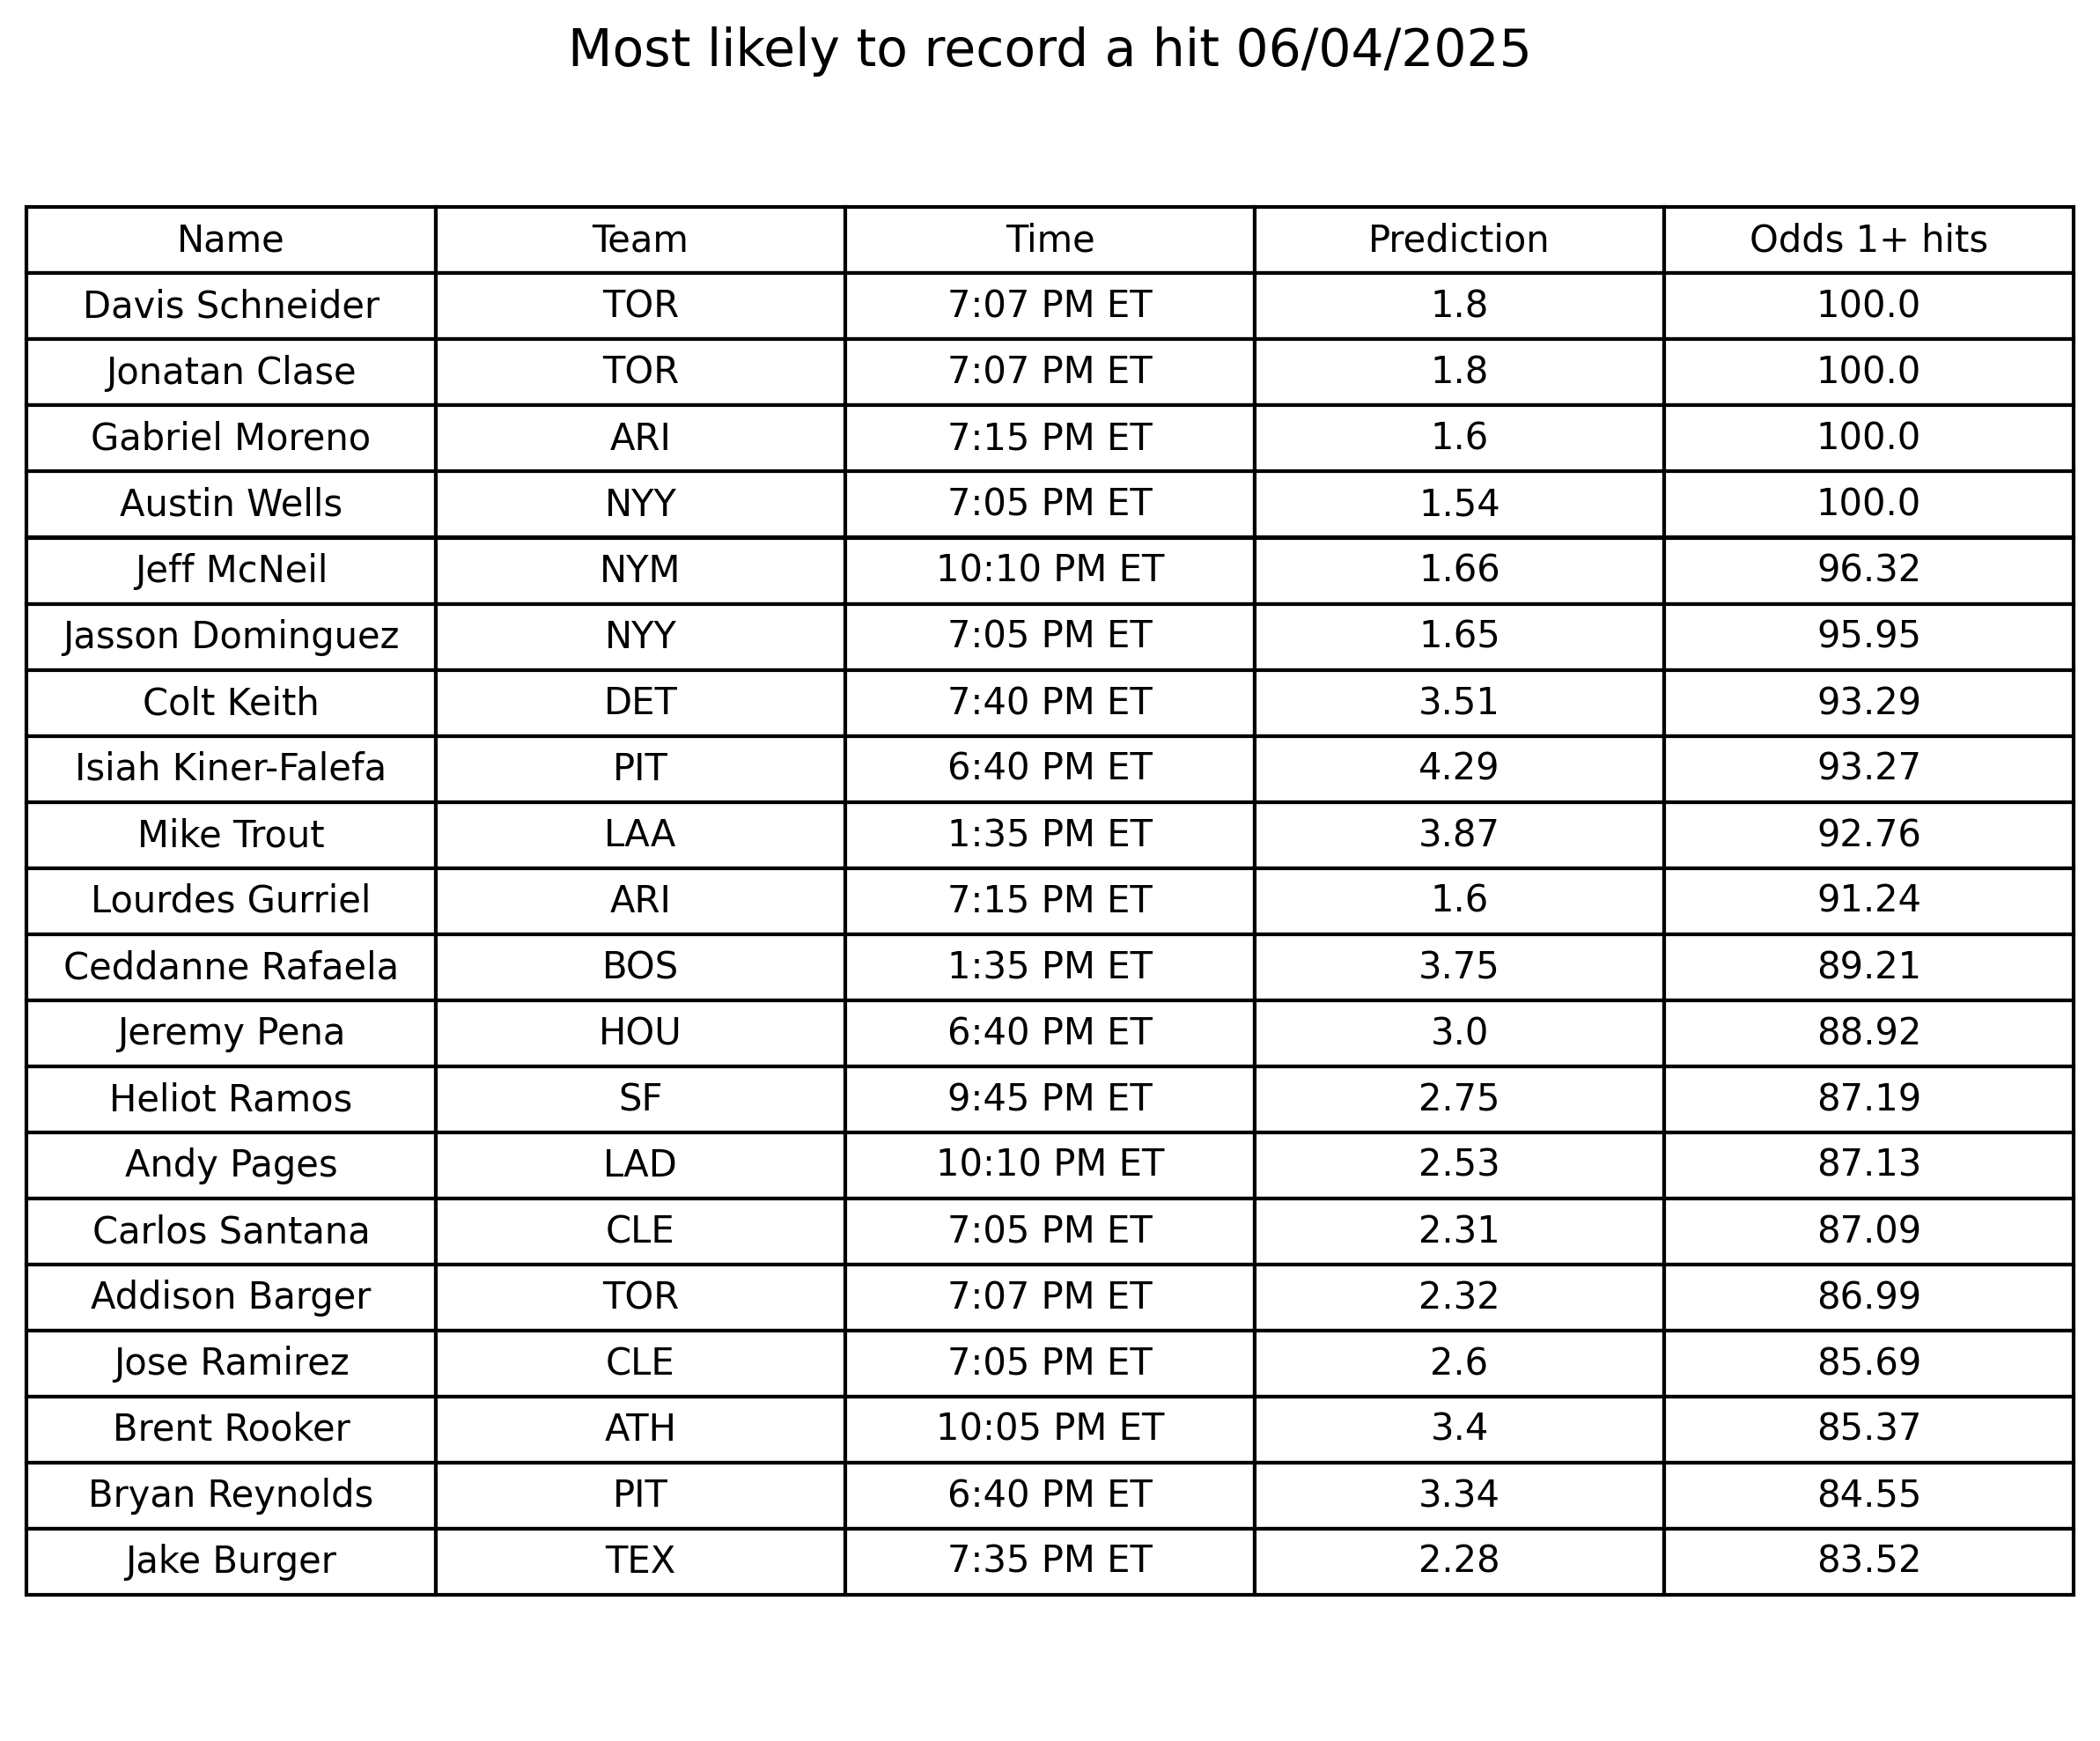 Most likely to record a hit 06/04/2025
Name Team Time Prediction Odds 1+ hits
Davis Schneider TOR 7:07 PM ET 1.8 100.0
Jonatan Clase TOR 7:07 PM ET 1.8 100.0
Gabriel Moreno ARI 7:15 PM ET 1.6 100.0
Austin Wells NYY 7:05 PM ET 1.54 100.0
Jeff McNeil NYM 10:10 PM ET 1.66 96.32
Jasson Dominguez NYY 7:05 PM ET 1.65 95.95
Colt Keith DET 7:40 PM ET 3.51 93.29
Isiah Kiner-Falefa PIT 6:40 PM ET 4.29 93.27
Mike Trout LAA 1:35 PM ET 3.87 92.76
Lourdes Gurriel ARI 7:15 PM ET 1.6 91.24
Ceddanne Rafaela BOS 1:35 PM ET 3.75 89.21
Jeremy Pena HOU 6:40 PM ET 3.0 88.92
Heliot Ramos SF 9:45 PM ET 2.75 87.19
Andy Pages LAD 10:10 PM ET 2.53 87.13
Carlos Santana CLE 7:05 PM ET 2.31 87.09
Addison Barger TOR 7:07 PM ET 2.32 86.99
Jose Ramirez CLE 7:05 PM ET 2.6 85.69
Brent Rooker ATH 10:05 PM ET 3.4 85.37
Bryan Reynolds PIT 6:40 PM ET 3.34 84.55
Jake Burger TEX 7:35 PM ET 2.28 83.52